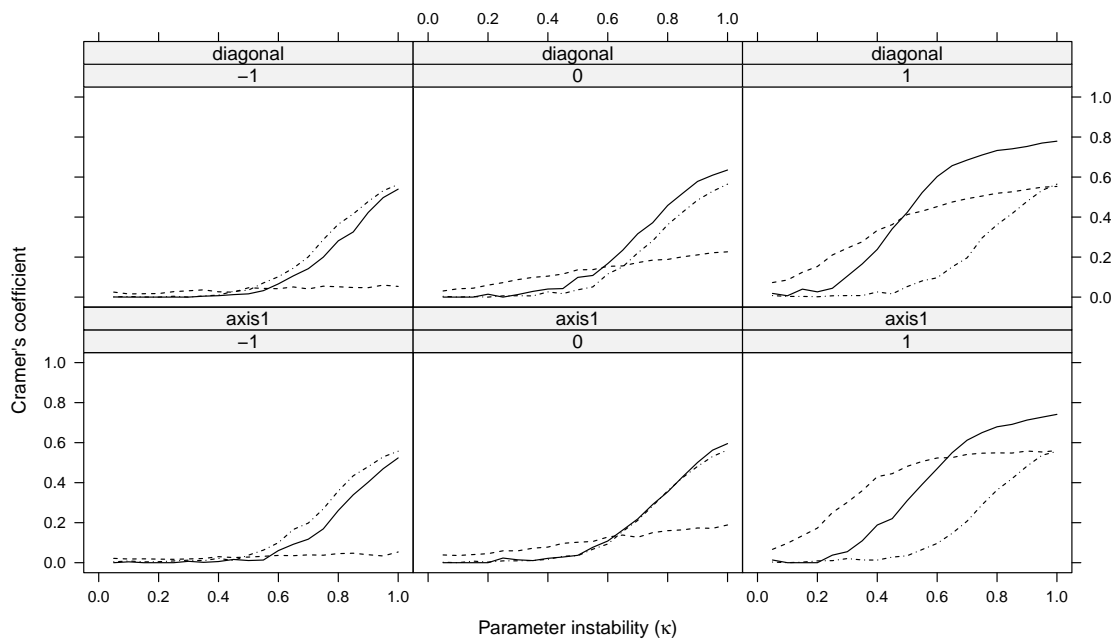 0.0 0.2 0.4 0.6 0.8 1.0
diagonal diagonal diagonal
−1 0 1
1.0
0.8
0.6
0.4
0.2
0.0
Cramer's coefficient
axis1 axis1 axis1
−1 0 1
1.0
0.8
0.6
0.4
0.2
0.0
0.0 0.2 0.4 0.6 0.8 1.0 0.0 0.2 0.4 0.6 0.8 1.0
Parameter instability (κ)